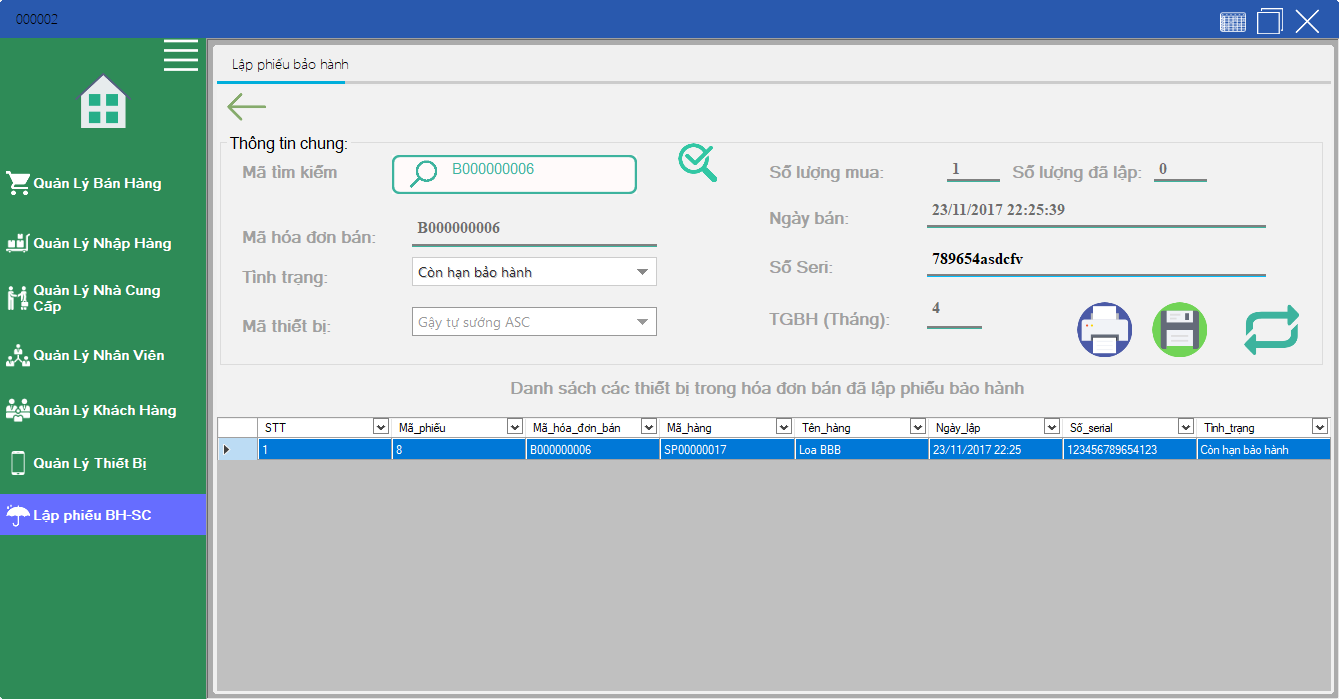 000002
Lập phiếu bảo hành
Thông tin chung:
Mã tìm kiếm
B000000006
Số lượng mua:
1
Số lượng đã lập:
0
Mã hóa đơn bán:
B000000006
Ngày bán:
23/11/2017 22:25:39
Tình trạng:
Còn hạn bảo hành
Số Seri:
789654asdcfv
Mã thiết bị:
Gậy tự sướng ASC
TGBH (Tháng):
4
Quản Lý Bán Hàng
Quản Lý Nhập Hàng
Quản Lý Nhà Cung
Cấp
Quản Lý Nhân Viên
Quản Lý Khách Hàng
Quản Lý Thiết Bị
Lập phiếu BH-SC
Danh sách các thiết bị trong hóa đơn bán đã lập phiếu bảo hành
STT Mã_phiếu Mã_hóa_đơn_bán Mã_hàng Tên_hàng Ngày_lập Số_serial Tình_trạng
1 8 B000000006 SP00000017 Loa BBB 23/11/2017 22:25 123456789654123 Còn hạn bảo hành